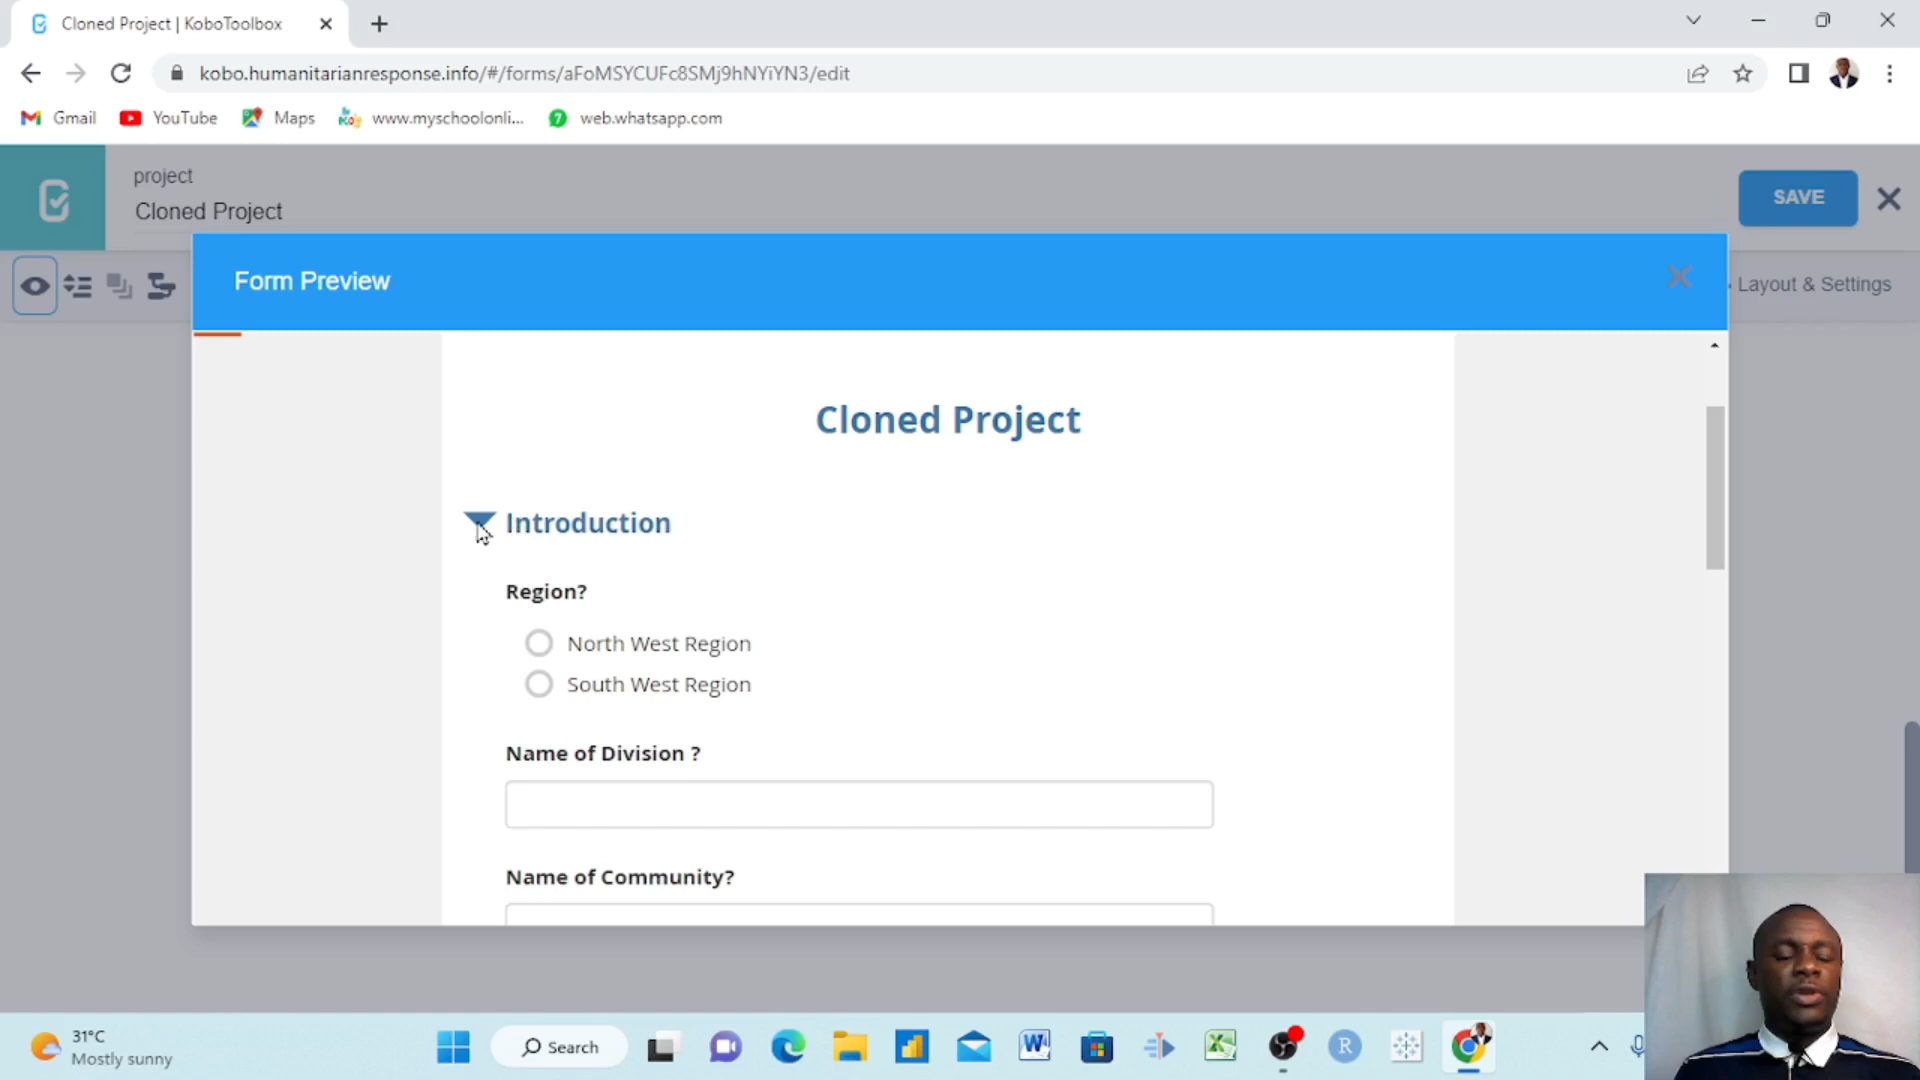 Cloned Project | KoboToolbox
kobo.humanitarianresponse.info/#/forms/aFoMSYCUFc8SMj9hNYiYN3/edit
Gmail YouTube Maps www.myschoolonli... 7 web.whatsapp.com
project
Cloned Project
SAVE
Form Preview
Layout & Settings
Cloned Project
Introduction
Region?
North West Region
South West Region
Name of Division ?
Name of Community?
31°C
Mostly sunny
Search
W
R